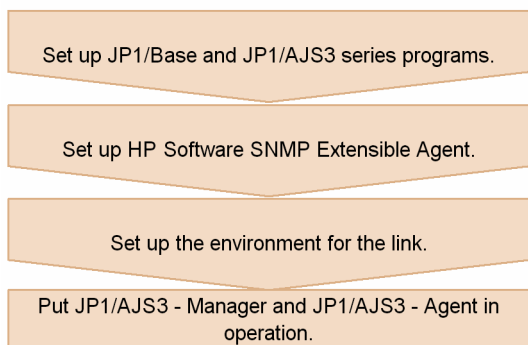 Set up JP1/Base and JP1/AJS3 series programs.
Set up HP Software SNMP Extensible Agent.
Set up the environment for the link.
Put JP1/AJS3 - Manager and JP1/AJS3 - Agent in
operation.